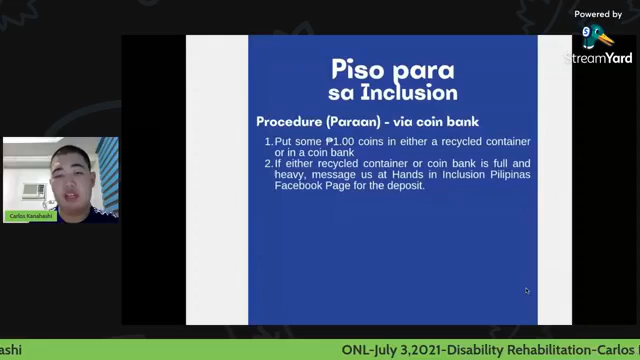 Powered by
StreamYard
Piso para
sa Inclusion
Procedure (Paraan) - via coin bank
1. Put some ₱1.00 coins in either a recycled container
or in a coin bank
2. If either recycled container or coin bank is full and
heavy, message us at Hands in Inclusion Pilipinas
Facebook Page for the deposit.
Carlos Kanahashi
ashi
ONL-July 3,2021-Disability Rehabilitation-Carlos